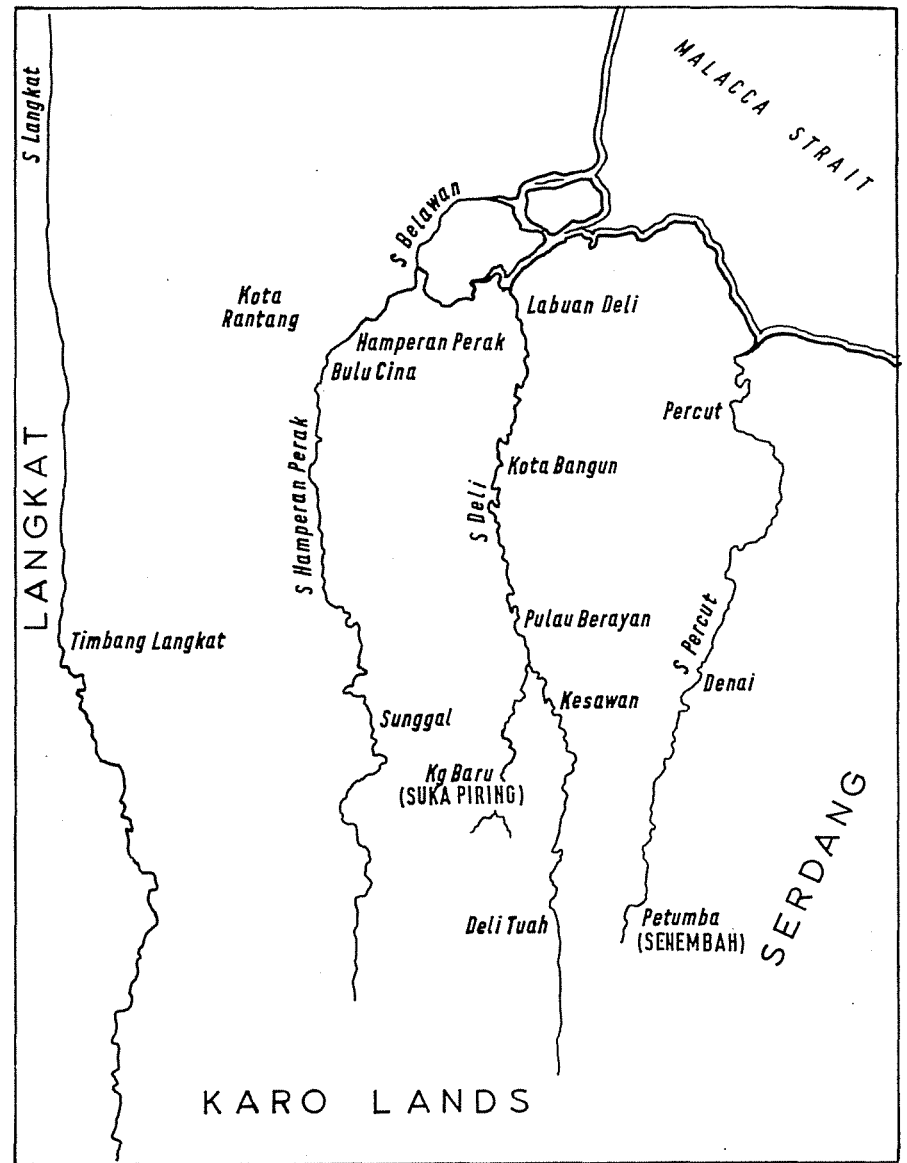 S Langkat
MALACCA
STRAIT
S Belawan
Kota
Rantang
Labuan Deli
Hamperan Perak
Bulu Cina
Percut
LANGKAT
S Hamperan Perak
Kota Bangun
S Deli
Timbang Langkat
Pulau Berayan
S Percut
Denai
Kesawan
Sunggal
Kg Baru
(SUKA PIRING)
SERDANG
Deli Tuah
Petumba
(SENEMBAH)
KARO LANDS